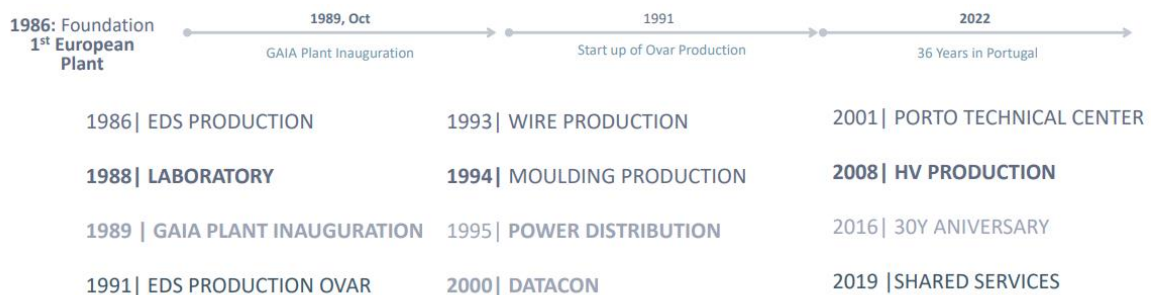 1986: Foundation
1st European
Plant
1989, Oct
GAIA Plant Inauguration
1991
Start up of Ovar Production
2022
36 Years in Portugal
1986| EDS PRODUCTION
1988| LABORATORY
1989 | GAIA PLANT INAUGURATION
1991| EDS PRODUCTION OVAR
1993| WIRE PRODUCTION
1994| MOULDING PRODUCTION
1995| POWER DISTRIBUTION
2000| DATACON
2001| PORTO TECHNICAL CENTER
2008| HV PRODUCTION
2016| 30Y ANIVERSARY
2019 |SHARED SERVICES